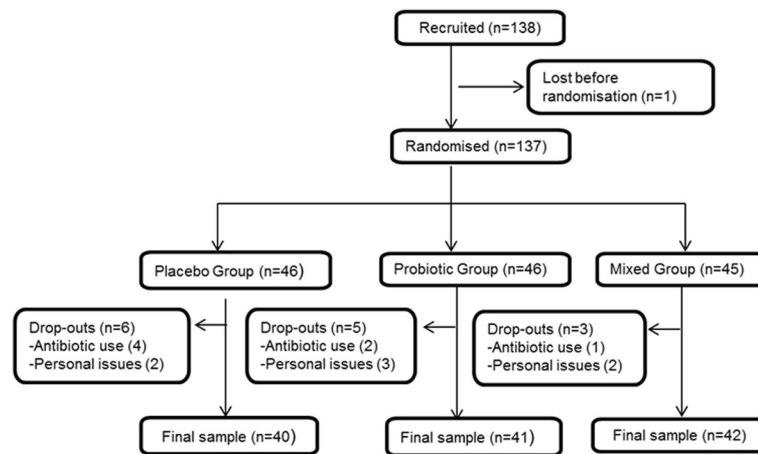 Recruited (n=138)
Lost before
randomisation (n=1)
Randomised (n=137)
Placebo Group (n=46)
Probiotic Group (n=46)
Mixed Group (n=45)
Drop-outs (n=6)
-Antibiotic use (4)
-Personal issues (2)
Drop-outs (n=5)
-Antibiotic use (2)
-Personal issues (3)
Drop-outs (n=3)
-Antibiotic use (1)
-Personal issues (2)
Final sample (n=40)
Final sample (n=41)
Final sample (n=42)